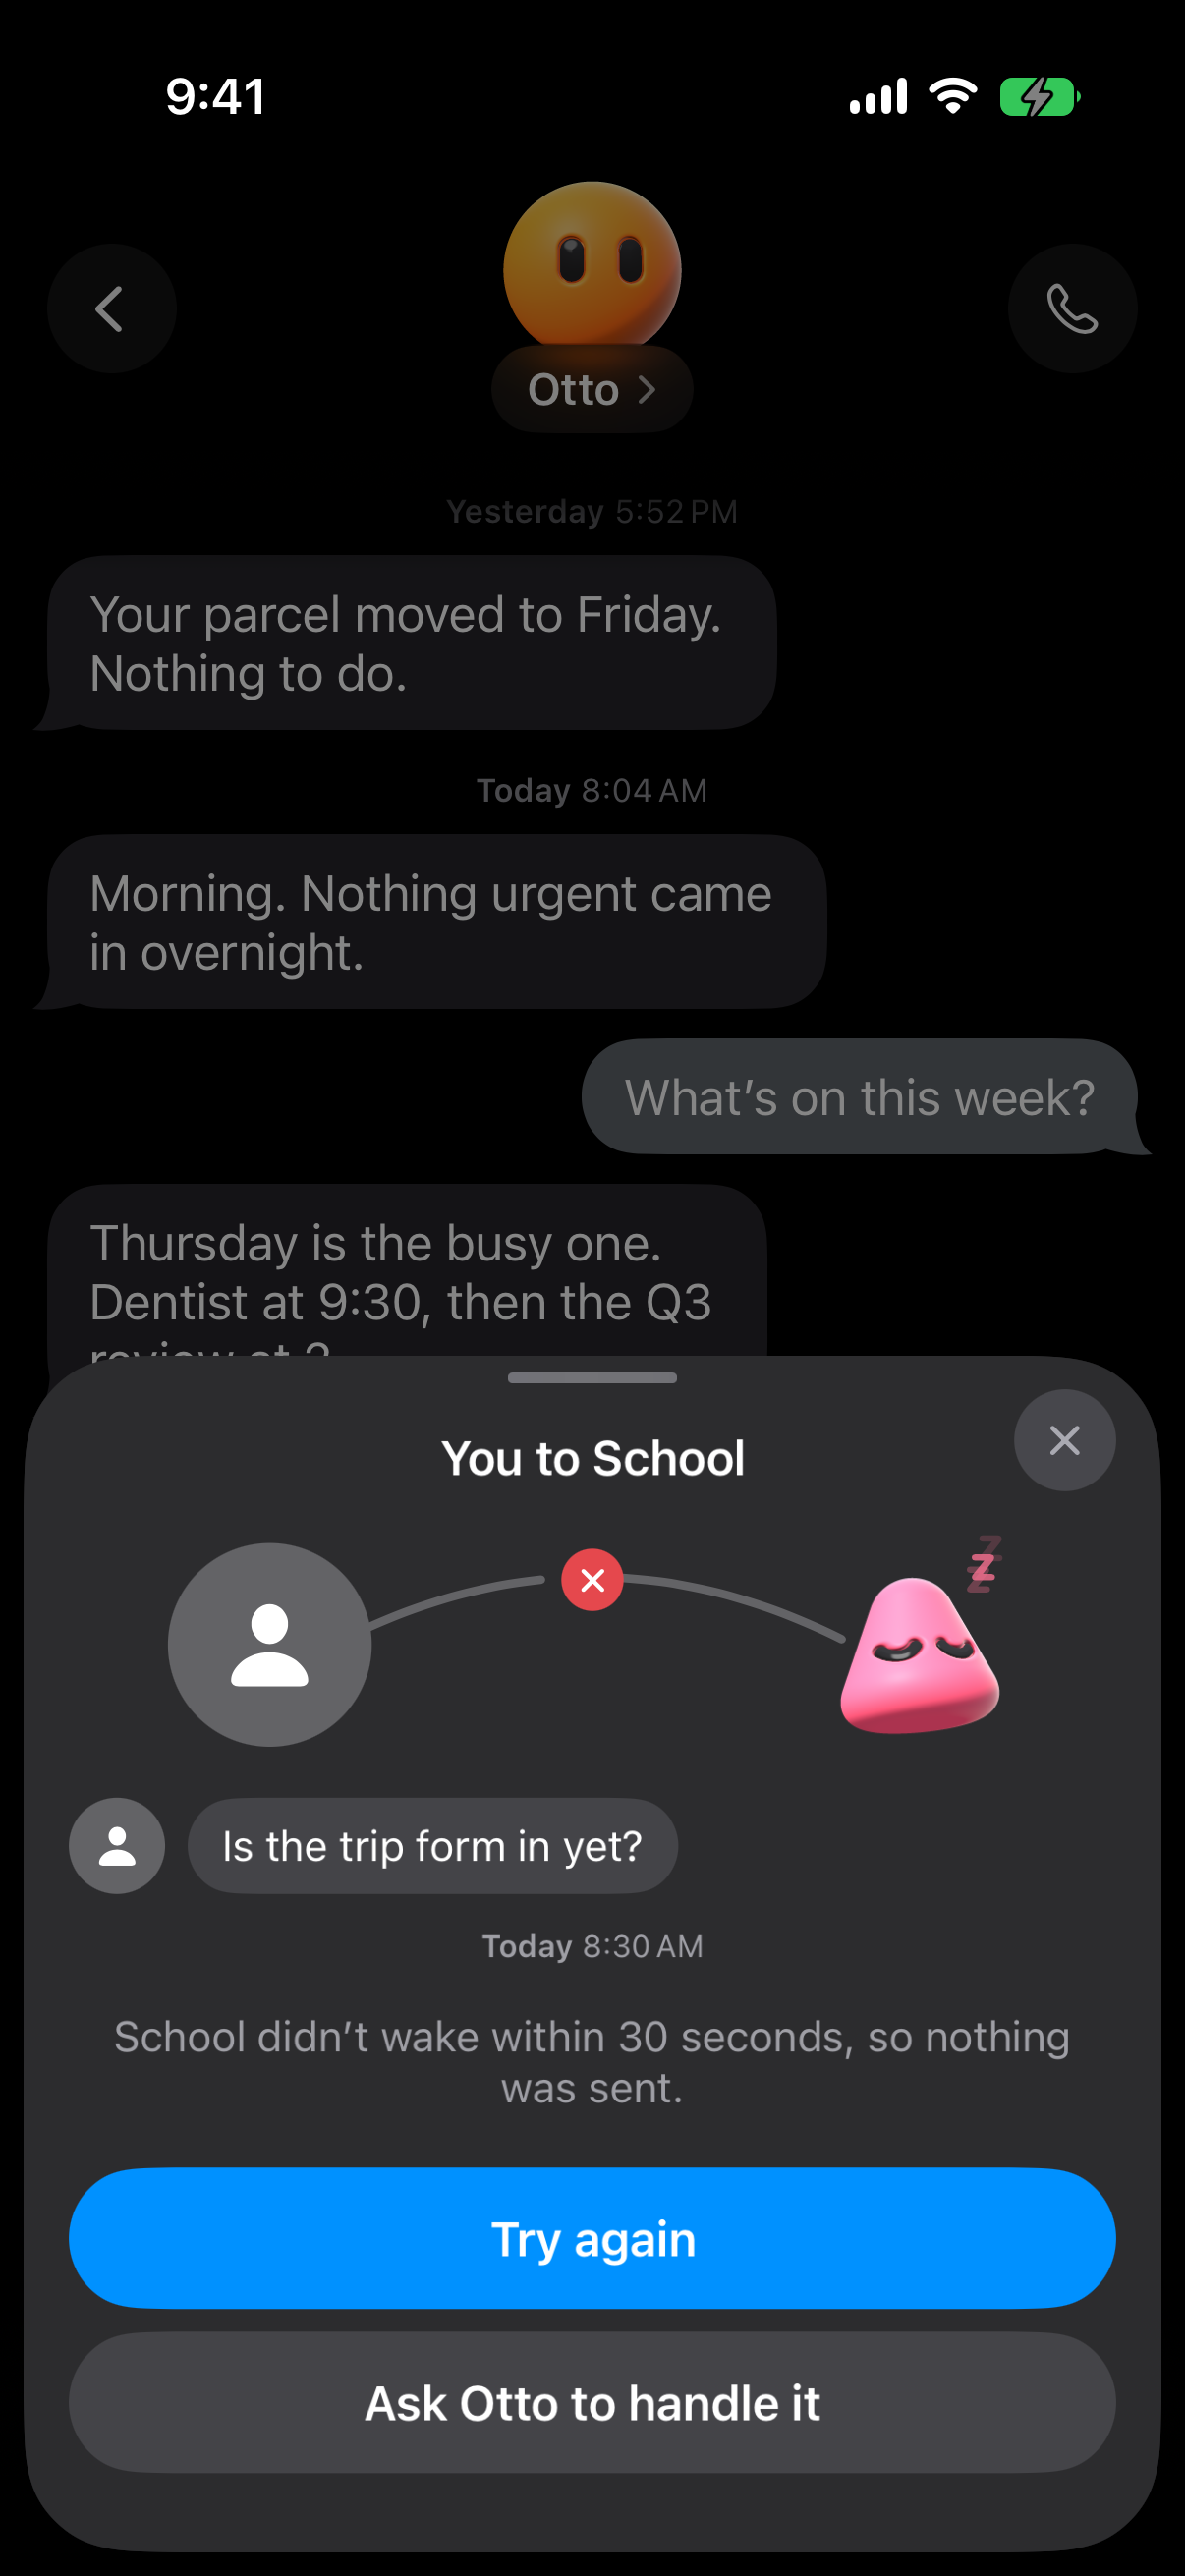 9:41
Otto
Yesterday 5:52 PM
Your parcel moved to Friday.
Nothing to do.
Today 8:04 AM
Morning. Nothing urgent came
in overnight.
What’s on this week?
Thursday is the busy one.
Dentist at 9:30, then the Q3
review at
You to School
z
Is the trip form in yet?
Today 8:30 AM
School didn’t wake within 30 seconds, so nothing
was sent.
Try again
Ask Otto to handle it